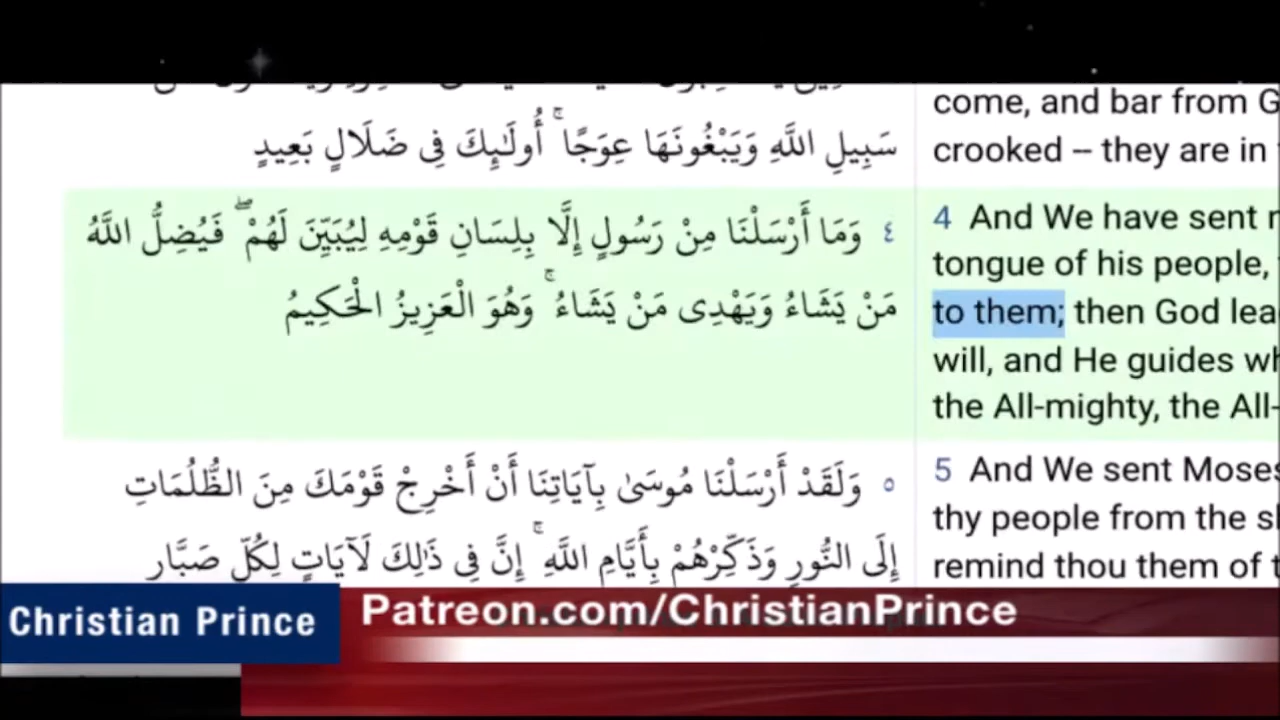 سَبِيلِ اللَّهِ وَيَبْغُونَهَا عِوَجًا ۚ أُولَٰئِكَ فِى ضَلَالٍ بَعِيدٍ
٤ وَمَا أَرْسَلْنَا مِنْ رَسُولٍ إِلَّا بِلِسَانِ قَوْمِهِ لِيُبَيِّنَ لَهُمْ ۖ فَيُضِلُّ اللَّهُ
مَنْ يَشَاءُ وَيَهْدِى مَنْ يَشَاءُ ۚ وَهُوَ الْعَزِيزُ الْحَكِيمُ
٥ وَلَقَدْ أَرْسَلْنَا مُوسَىٰ بِآيَاتِنَا أَنْ أَخْرِجْ قَوْمَكَ مِنَ الظُّلُمَاتِ
إِلَى النُّورِ وَذَكِّرْهُمْ بِأَيَّامِ اللَّهِ ۚ إِنَّ فِى ذَٰلِكَ لَآيَاتٍ لِكُلِّ صَبَّارٍ
come, and bar from G
crooked – they are in
4 And We have sent
tongue of his people,
to them; then God lea
will, and He guides wh
the All-mighty, the All-
5 And We sent Moses
thy people from the s
remind thou them of t
Christian Prince
Patreon.com/ChristianPrince